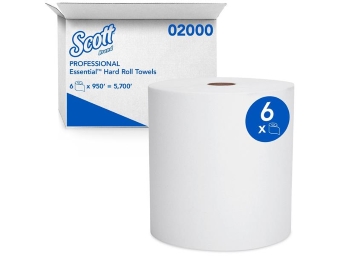 Scott
Brand
02000
PROFESSIONAL
Essential™ Hard Roll Towels
6 x 950' = 5,700'
6
x